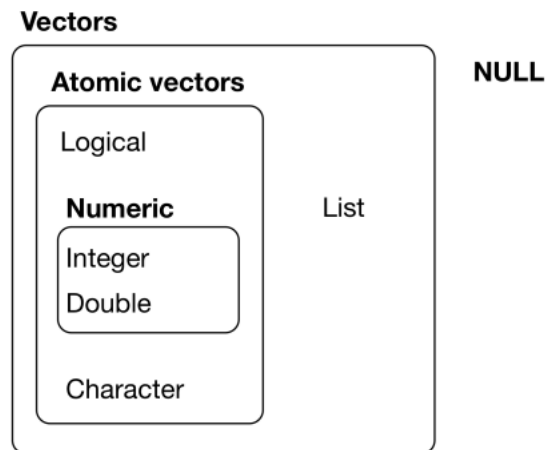 Vectors
Atomic vectors
NULL
Logical
Numeric
List
Integer
Double
Character